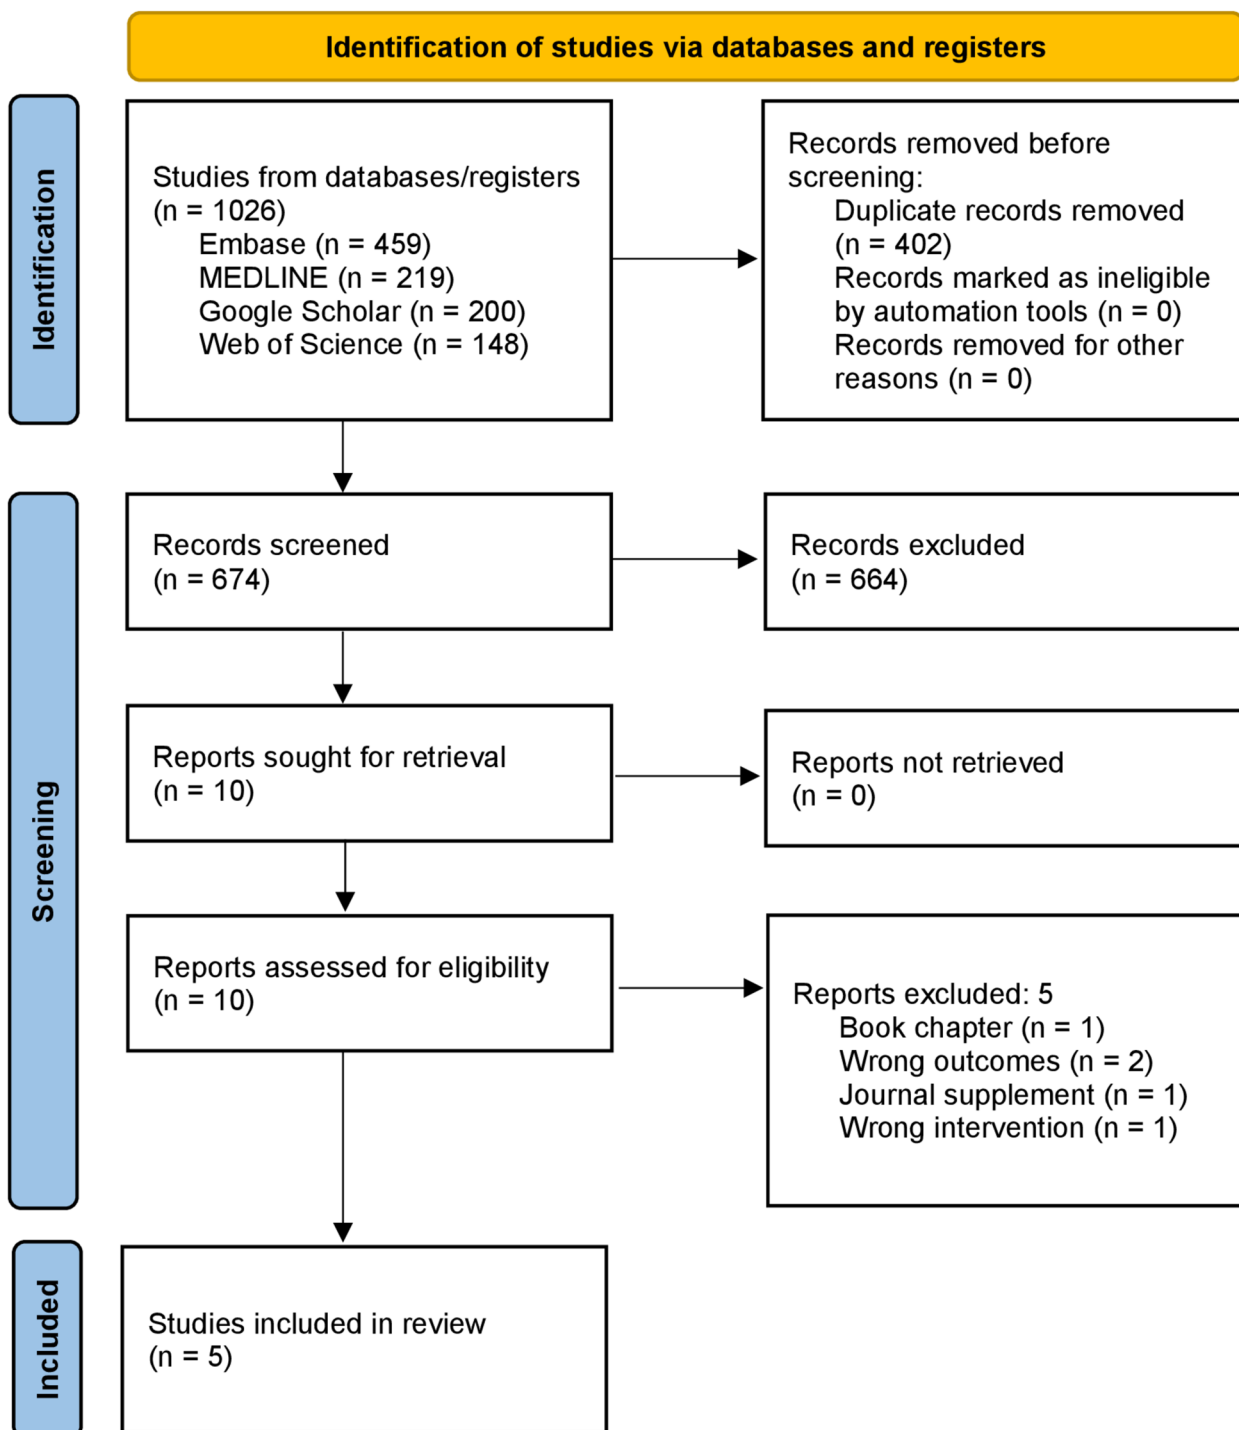 Identification of studies via databases and registers
Identification
Studies from databases/registers
(n = 1026)
Embase (n = 459)
MEDLINE (n = 219)
Google Scholar (n = 200)
Web of Science (n = 148)
Records removed before
screening:
Duplicate records removed
(n = 402)
Records marked as ineligible
by automation tools (n = 0)
Records removed for other
reasons (n = 0)
Screening
Records screened
(n = 674)
Records excluded
(n = 664)
Reports sought for retrieval
(n = 10)
Reports not retrieved
(n = 0)
Reports assessed for eligibility
(n = 10)
Reports excluded: 5
Book chapter (n = 1)
Wrong outcomes (n = 2)
Journal supplement (n = 1)
Wrong intervention (n = 1)
Included
Studies included in review
(n = 5)